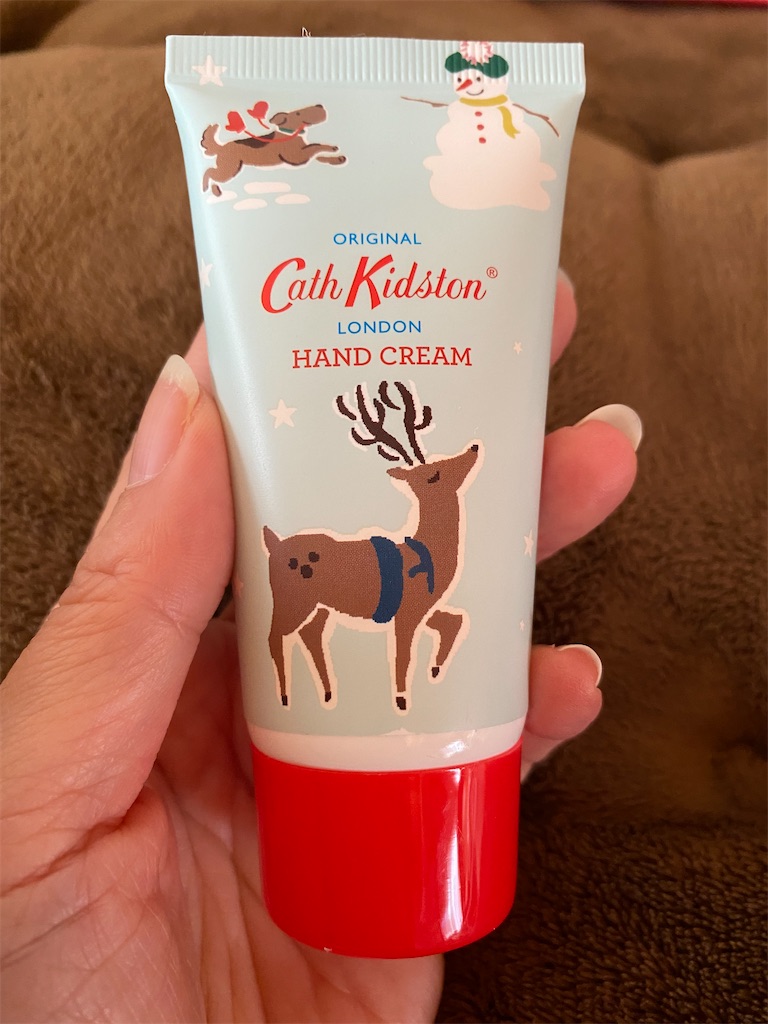 ORIGINAL
Cath Kidston®
LONDON
HAND CREAM